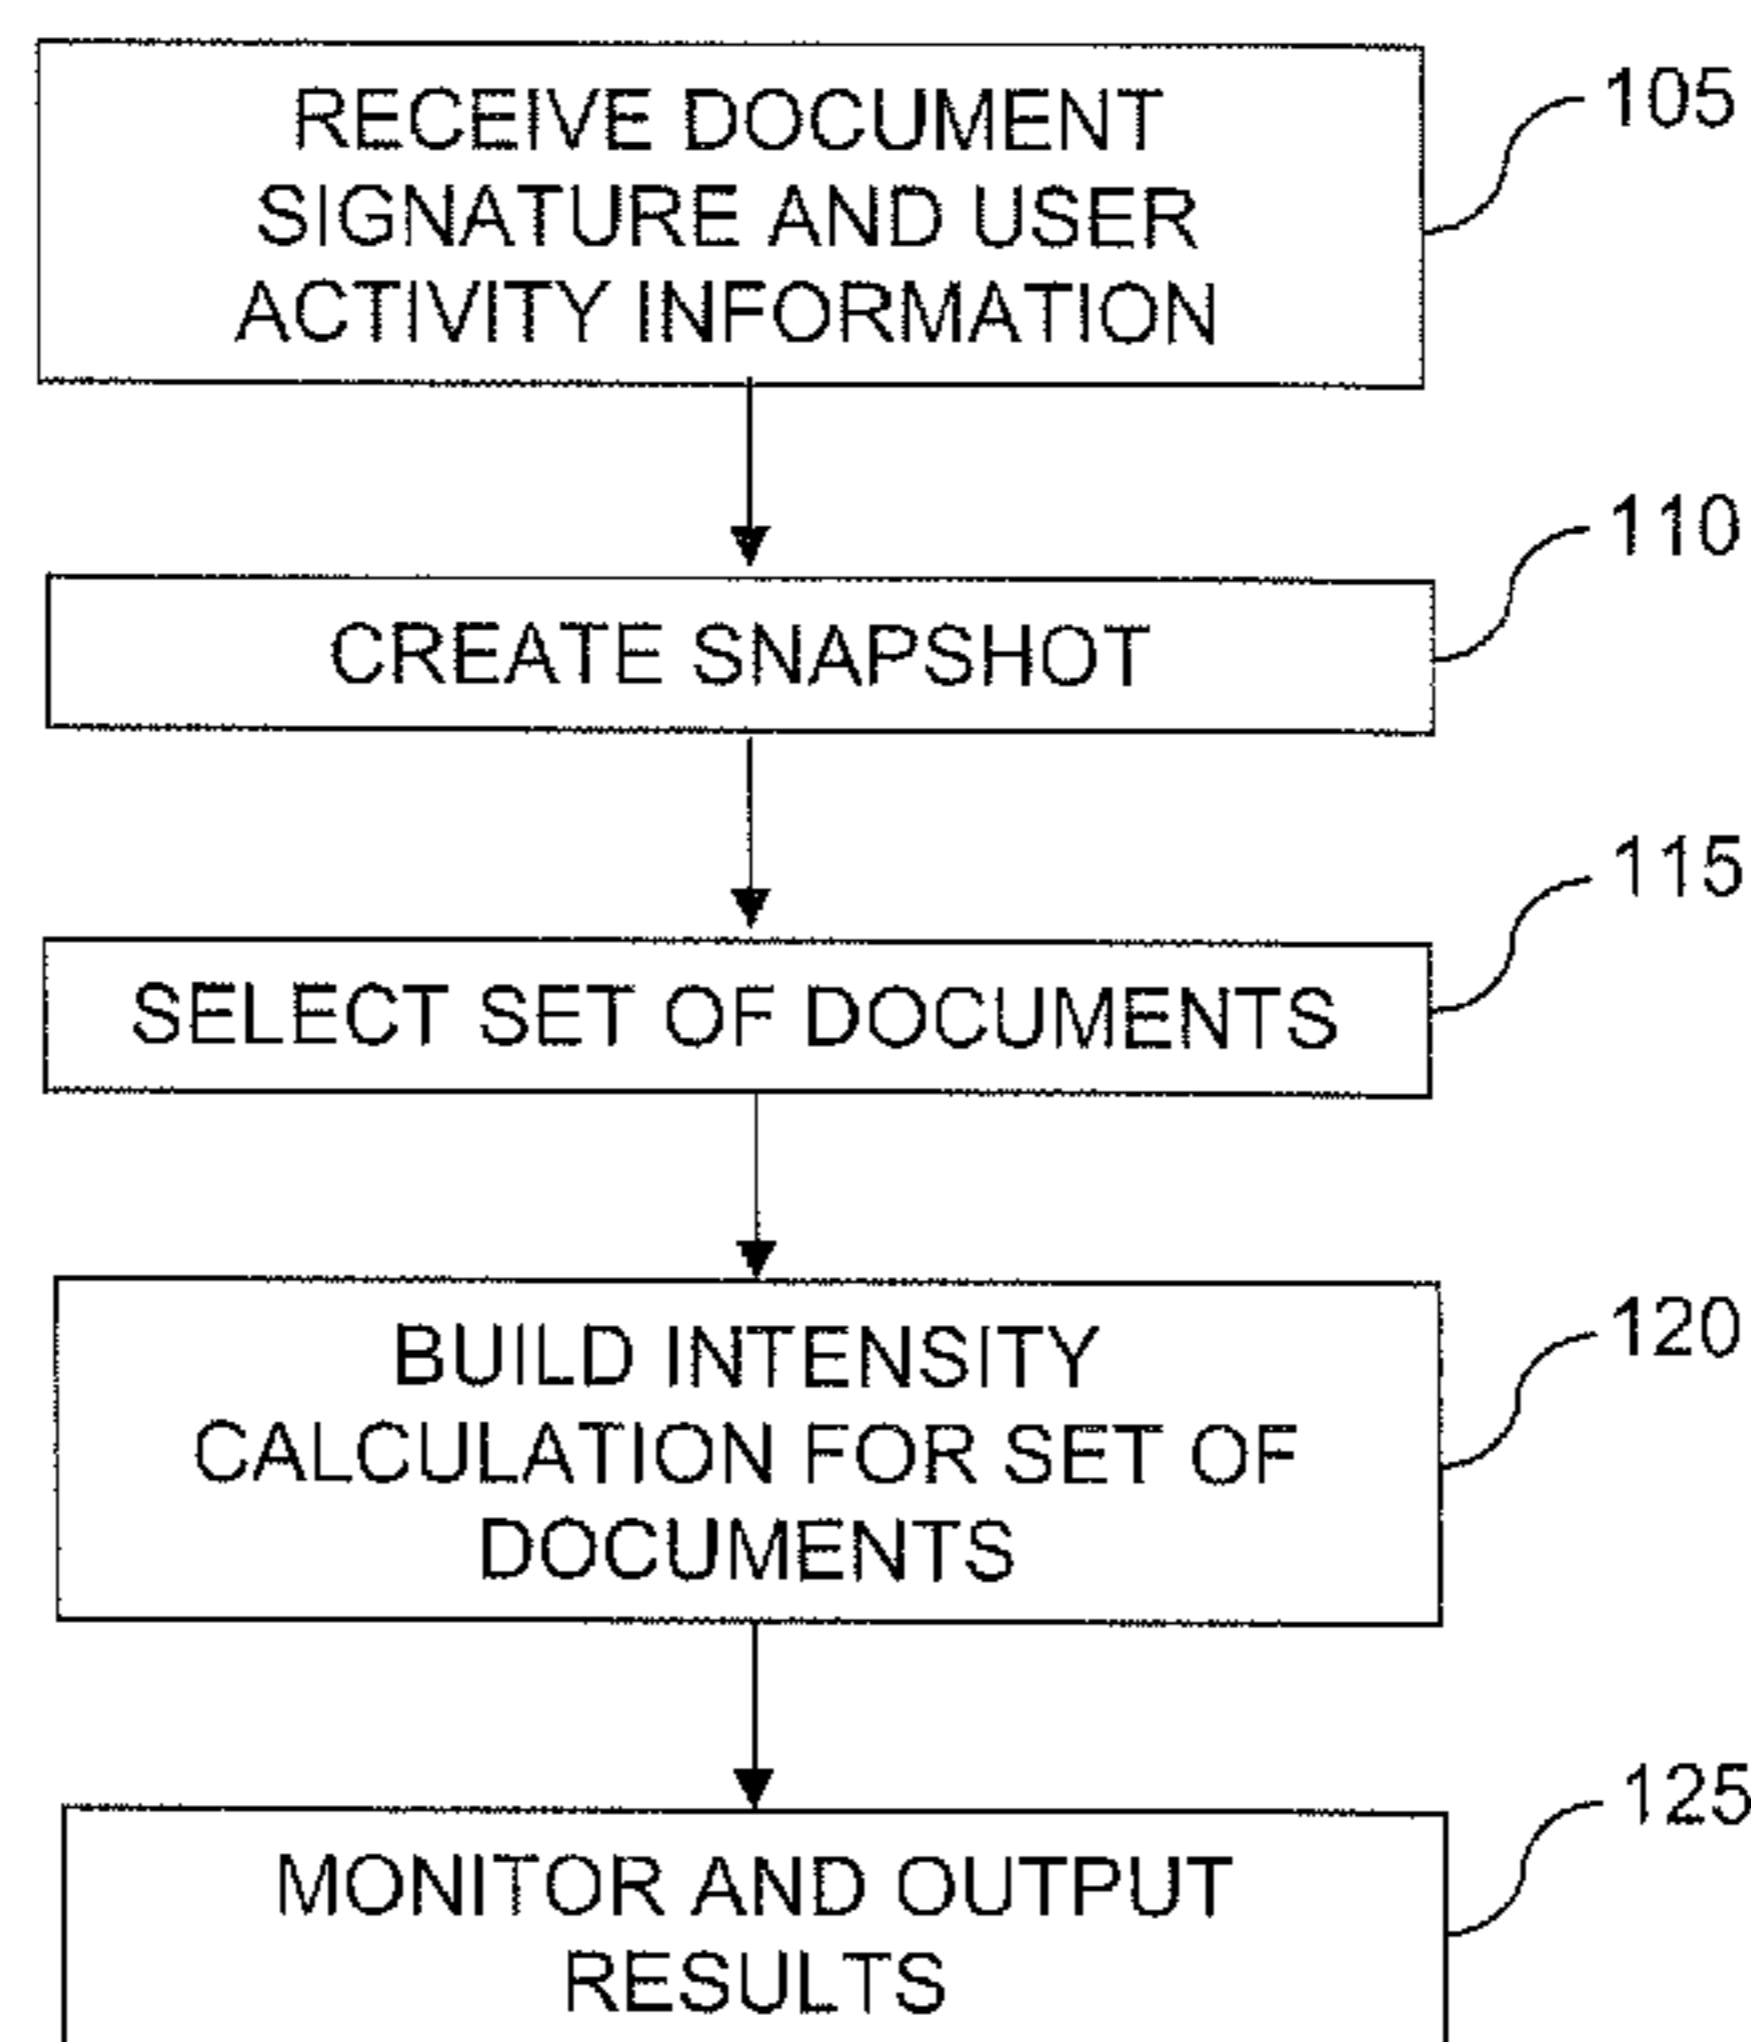 RECEIVE DOCUMENT
SIGNATURE AND USER
ACTIVITY INFORMATION
105
CREATE SNAPSHOT
110
SELECT SET OF DOCUMENTS
115
BUILD INTENSITY
CALCULATION FOR SET OF
DOCUMENTS
120
MONITOR AND OUTPUT
RESULTS
125